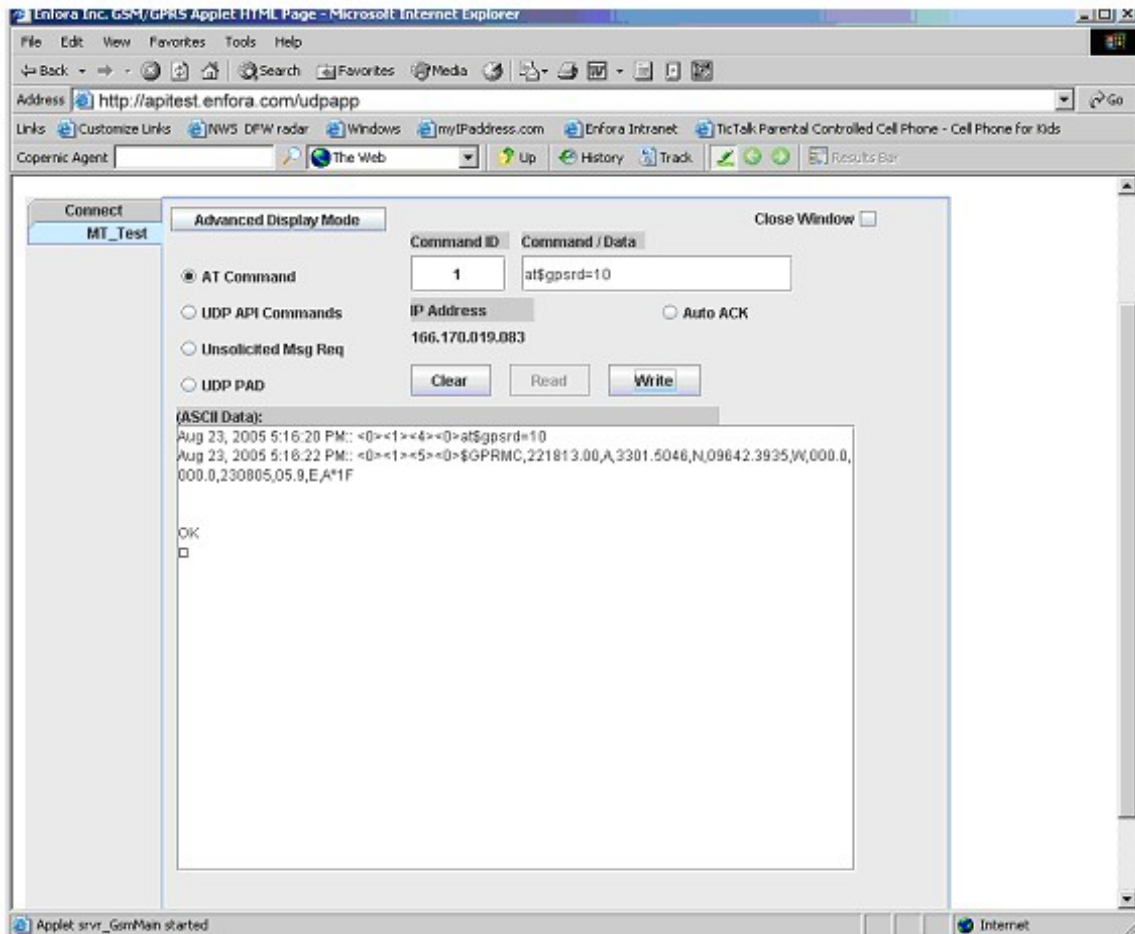 Enfora Inc. GSM/GPRS Applet HTML Page - Microsoft Internet Explorer
File Edit View Favorites Tools Help
Back Search Favorites Media
Address http://apitest.enfora.com/udpapp Go
Links Customize Links NWS DFW radar Windows myIPaddress.com Enfora Intranet TicTalk Parental Controlled Cell Phone - Cell Phone for Kids
Copernic Agent The Web Up History Track Results Bar
Connect
MT_Test
Advanced Display Mode
Close Window
Command ID Command / Data
AT Command
1
at$gpsrd=10
UDP API Commands
IP Address
Auto ACK
166.170.019.083
Unsolicited Msg Req
UDP PAD
Clear Read Write
(ASCII Data):
Aug 23, 2005 5:16:20 PM:: <0><1><4><0>at$gpsrd=10
Aug 23, 2005 5:16:22 PM:: <0><1><5><0>$GPRMC,221813.00,A,3301.5046,N,09642.3935,W,000.0,
000.0,230805,05.9,E,A*1F
OK
Applet srvr_GsmMain started
Internet